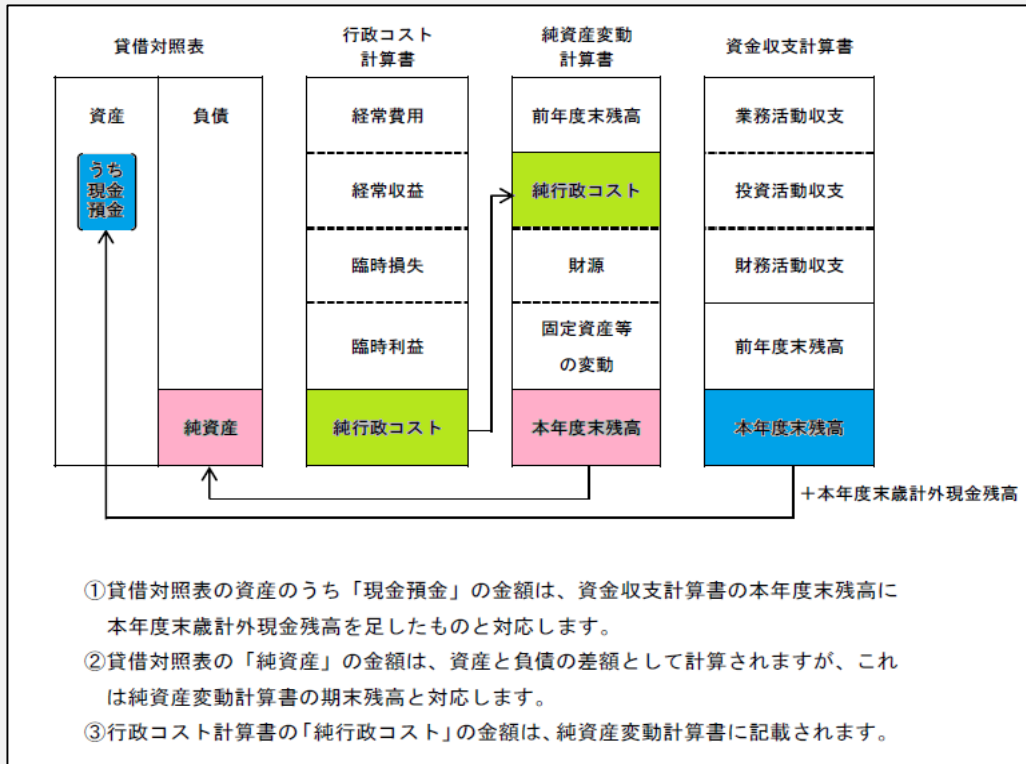 貸借対照表
行政コスト
計算書
純資産変動
計算書
資金収支計算書
資産
負債
うち
現金
預金
純資産
経常費用
経常収益
臨時損失
臨時利益
純行政コスト
前年度末残高
純行政コスト
財源
固定資産等
の変動
本年度末残高
業務活動収支
投資活動収支
財務活動収支
前年度末残高
本年度末残高
＋本年度末歳計外現金残高
①貸借対照表の資産のうち「現金預金」の金額は、資金収支計算書の本年度末残高に
本年度末歳計外現金残高を足したものと対応します。
②貸借対照表の「純資産」の金額は、資産と負債の差額として計算されますが、これ
は純資産変動計算書の期末残高と対応します。
③行政コスト計算書の「純行政コスト」の金額は、純資産変動計算書に記載されます。